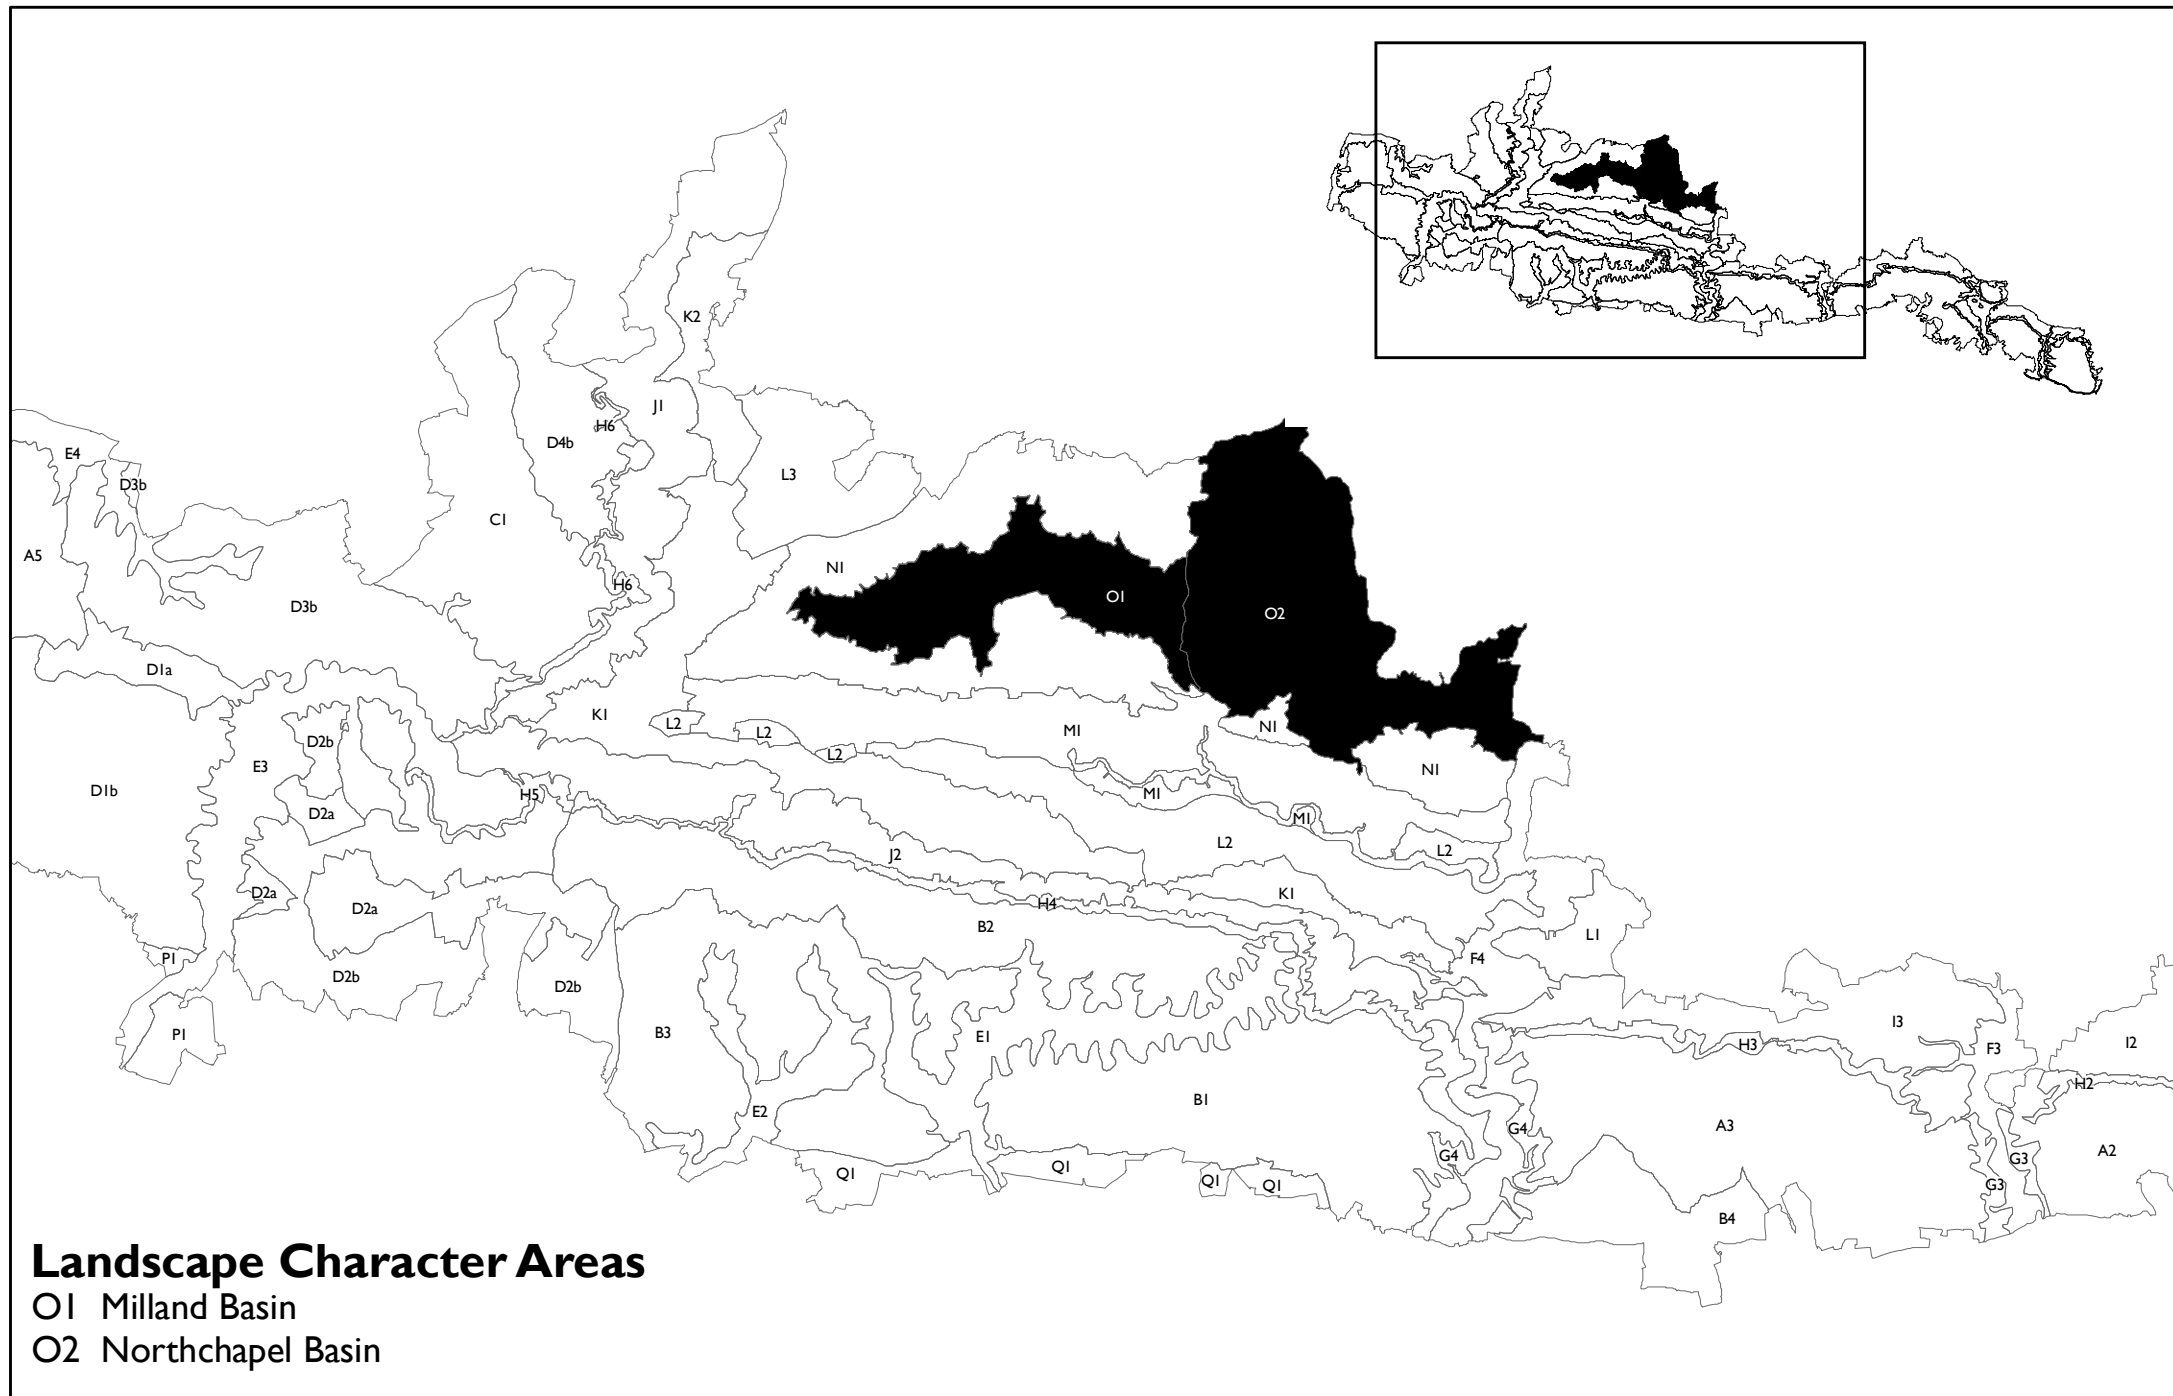 K2
J1
H6
D4b
E4
D3b
L3
C1
A5
N1
H6
O1
D3b
O2
D1a
K1
L2
L2
L2
M1
N1
N1
D2b
E3
D1b
H5
D2a
M1
M1
L2
L2
J2
K1
H4
D2a
D2a
B2
L1
F4
P1
D2b
D2b
P1
B3
E1
I3
H3
F3
I2
H2
E2
B1
A3
G4
G4
A2
G3
G3
Q1
Q1
Q1
Q1
B4
Landscape Character Areas
O1 Milland Basin
O2 Northchapel Basin